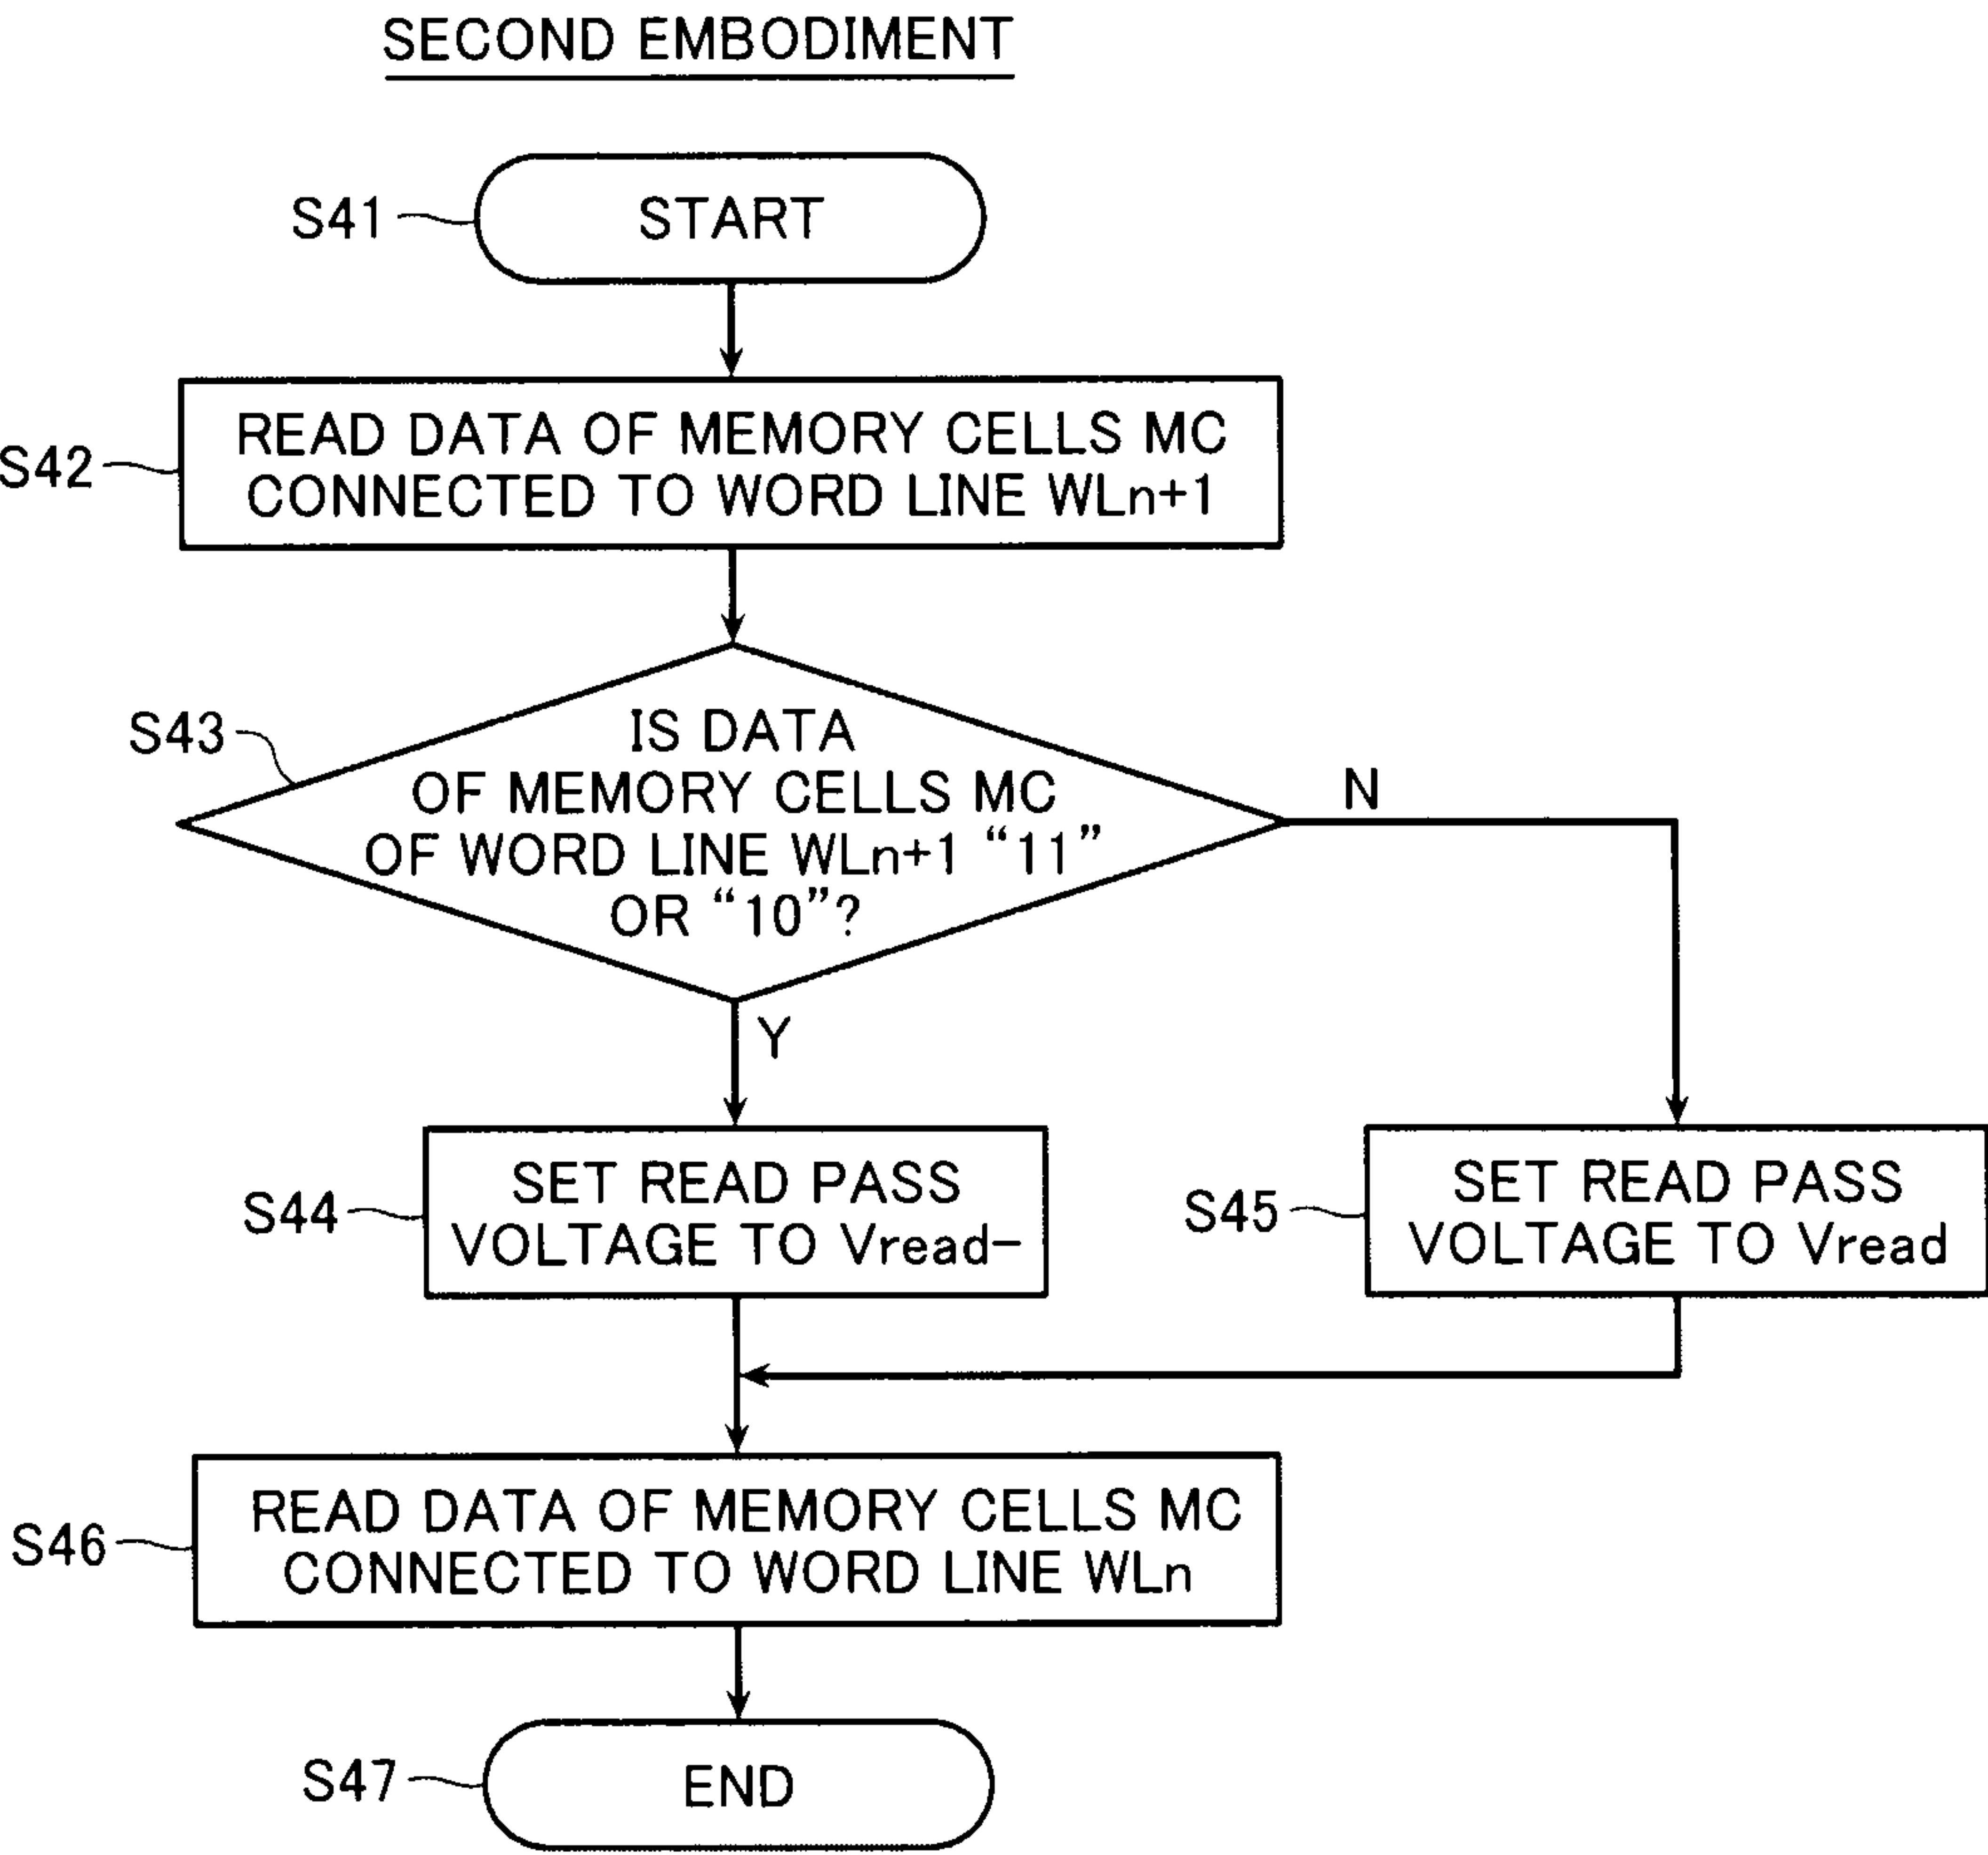 SECOND EMBODIMENT
S41
START
S42
READ DATA OF MEMORY CELLS MC
CONNECTED TO WORD LINE WLn+1
S43
IS DATA
OF MEMORY CELLS MC
OF WORD LINE WLn+1 “11”
OR “10”?
N
Y
S44
SET READ PASS
VOLTAGE TO Vread-
S45
SET READ PASS
VOLTAGE TO Vread
S46
READ DATA OF MEMORY CELLS MC
CONNECTED TO WORD LINE WLn
S47
END